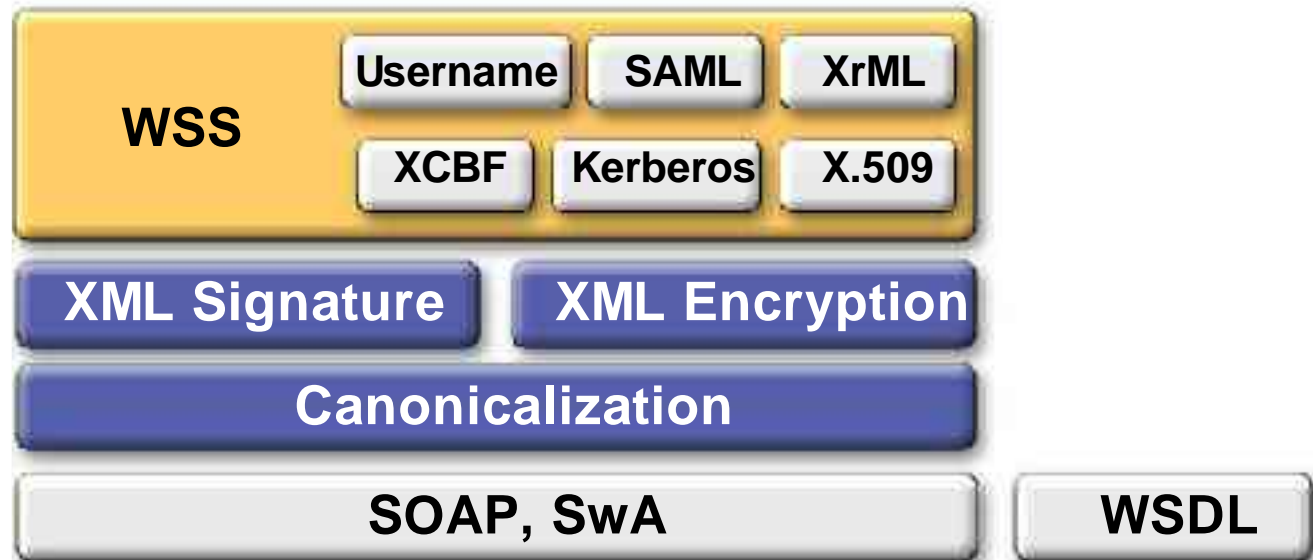 WSS
Username SAML XrML
XCBF Kerberos X.509
XML Signature XML Encryption
Canonicalization
SOAP, SwA WSDL